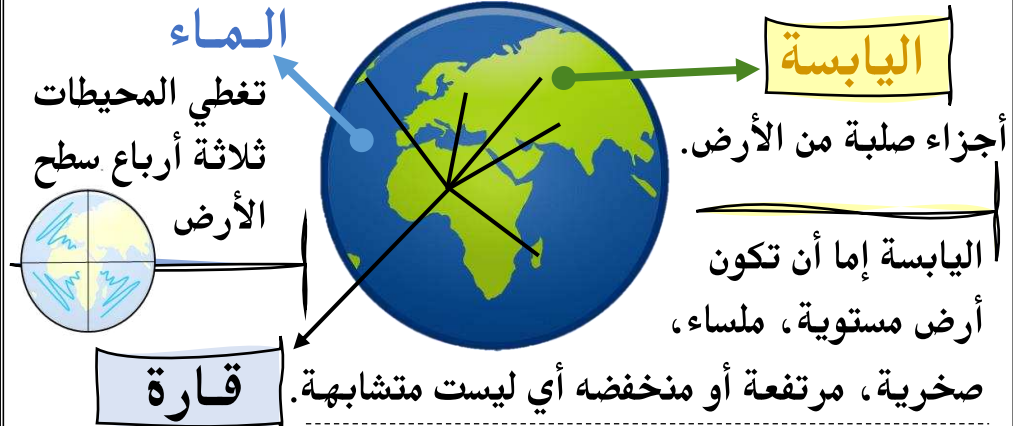 اليابسة
أجزاء صلبة من الأرض.
اليابسة إما أن تكون
أرض مستوية، ملساء،
صخرية، مرتفعة أو منخفضه أي ليست متشابهة.
الـمـاء
تغطي المحيطات
ثلاثة أرباع سطح
الأرض
قـارة